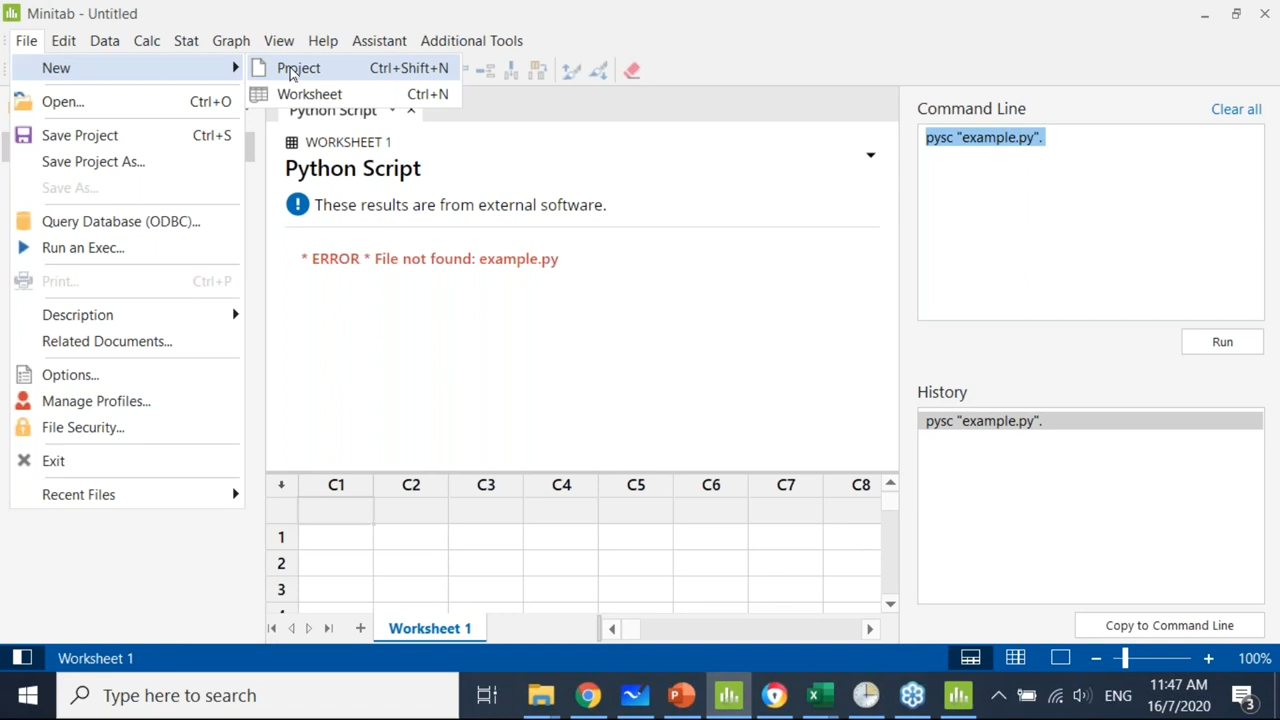 Minitab - Untitled
File Edit Data Calc Stat Graph View Help Assistant Additional Tools
New
Project Ctrl+Shift+N
Worksheet Ctrl+N
Open... Ctrl+O
Save Project Ctrl+S
Save Project As...
Save As...
Query Database (ODBC)...
Run an Exec...
Print... Ctrl+P
Description
Related Documents...
Options...
Manage Profiles...
File Security...
Exit
Recent Files
Python Script
WORKSHEET 1
Python Script
These results are from external software.
* ERROR * File not found: example.py
C1 C2 C3 C4 C5 C6 C7 C8
1
2
3
Worksheet 1
Command Line Clear all
pysc "example.py".
Run
History
pysc "example.py".
Copy to Command Line
Worksheet 1
100%
Type here to search
ENG
11:47 AM
16/7/2020
3